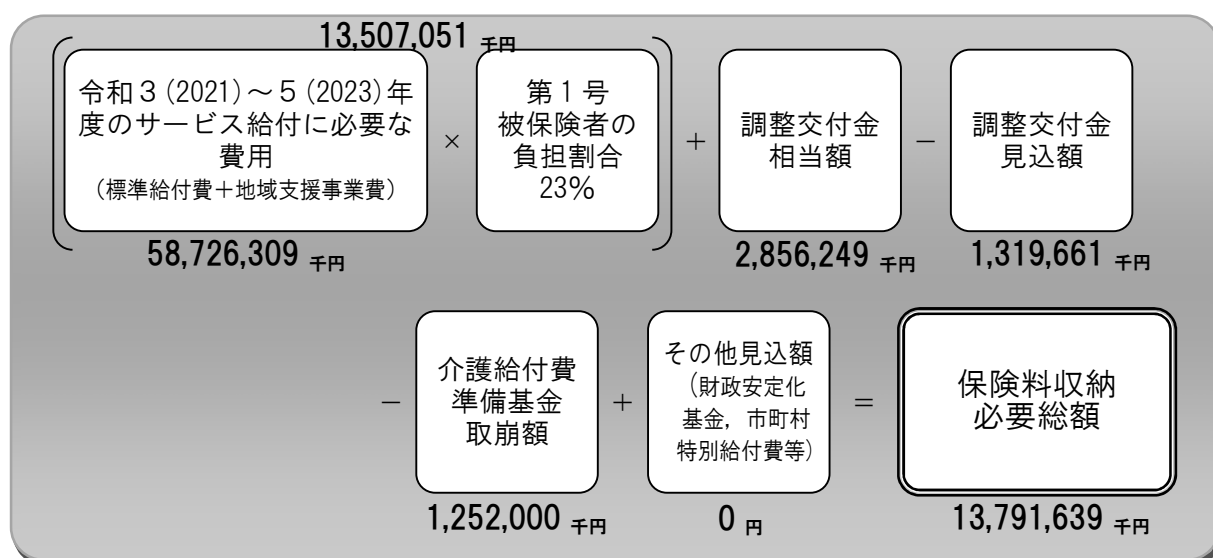 13,507,051 千円
令和3(2021)～5(2023)年
度のサービス給付に必要な
費用
（標準給付費＋地域支援事業費）
×
第1号
被保険者の
負担割合
23%
＋
調整交付金
相当額
－
調整交付金
見込額
58,726,309 千円
2,856,249 千円
1,319,661 千円
－
介護給付費
準備基金
取崩額
＋
その他見込額
（財政安定化
基金，市町村
特別給付費等）
＝
保険料収納
必要総額
1,252,000 千円
0 円
13,791,639 千円